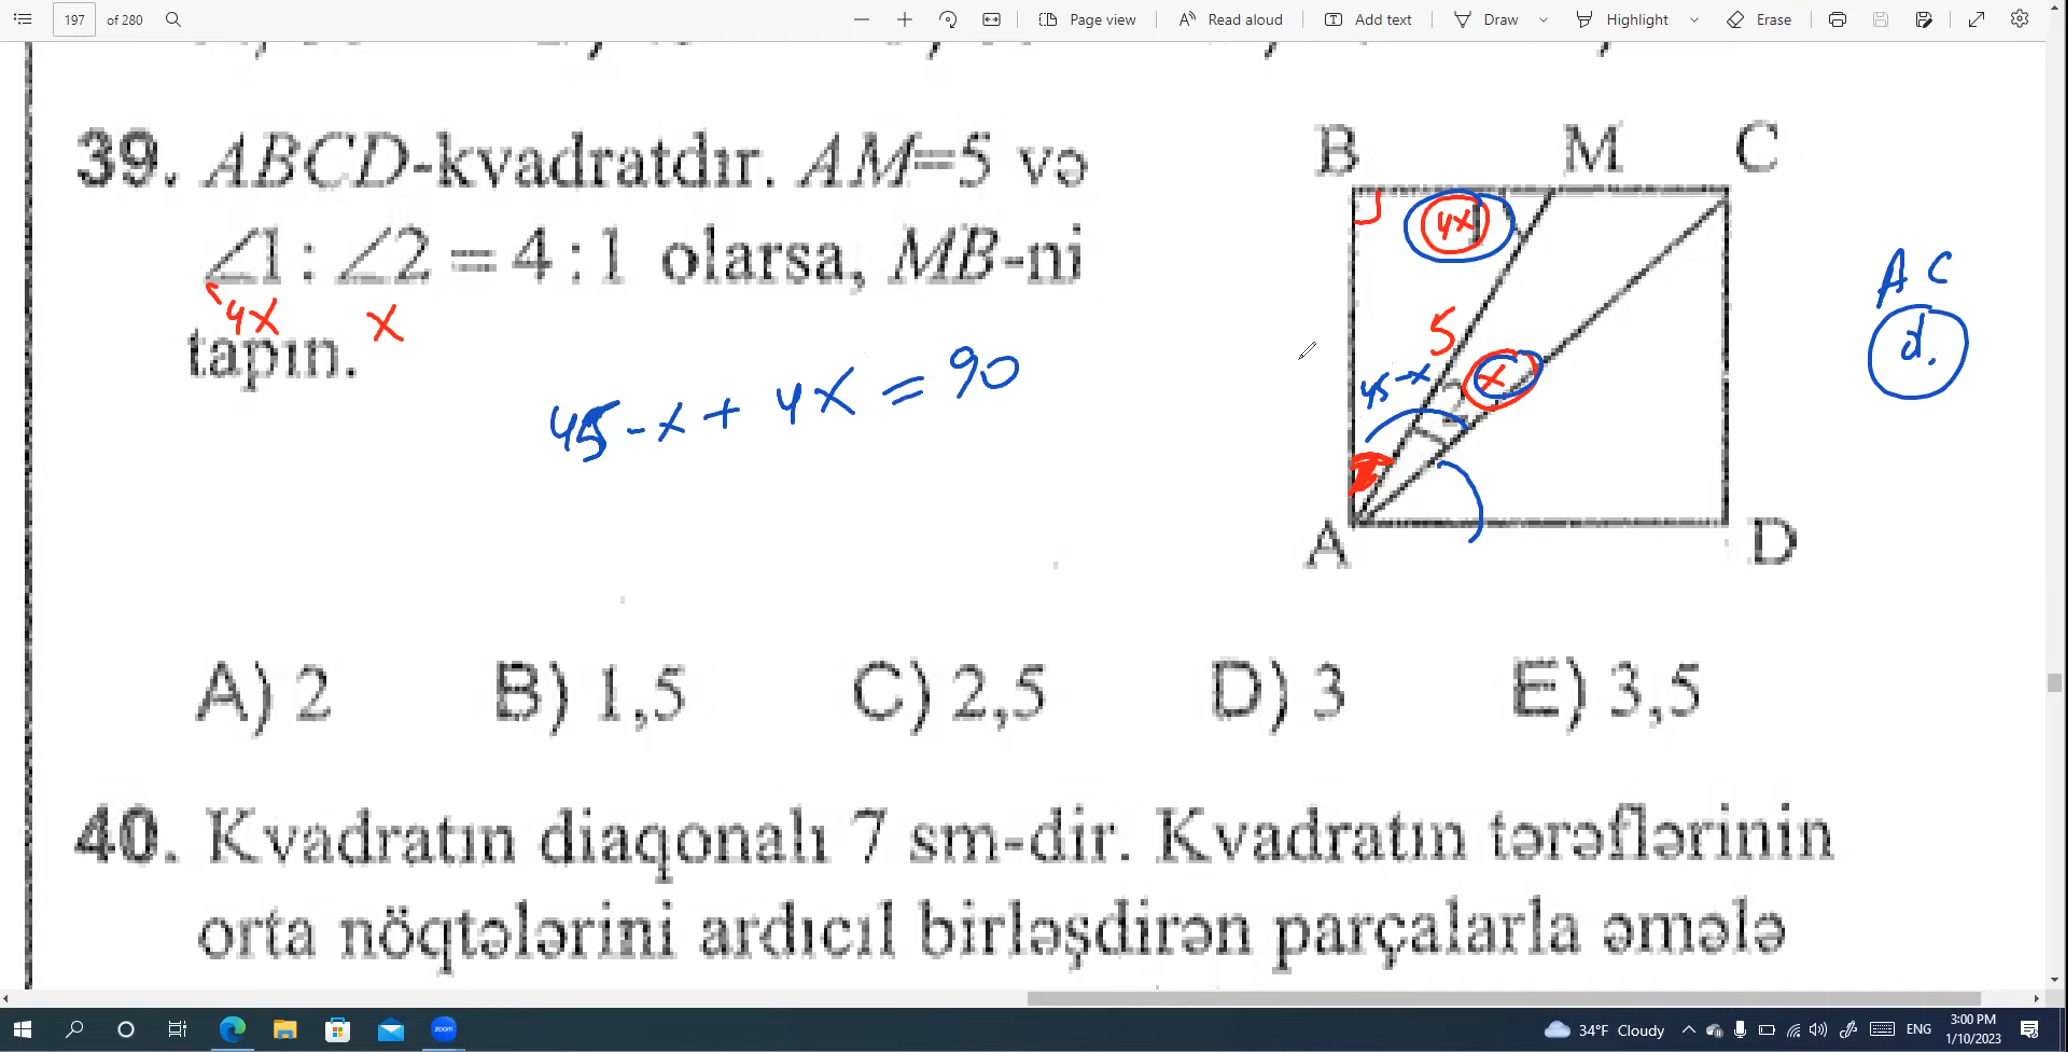 197 of 280 Page view Read aloud Add text Draw Highlight Erase
39. ABCD-kvadratdır. AM=5 və
∠1 : ∠2 = 4 : 1 olarsa, MB-ni
4x x
tapın.
45 - x + 4x = 90
B M C
4x
5
45-x x
A D
A C
d.
A) 2 B) 1,5 C) 2,5 D) 3 E) 3,5
40. Kvadratın diaqonalı 7 sm-dir. Kvadratın tərəflərinin
orta nöqtələrini ardıcıl birləşdirən parçalarla əmələ
zoom 34°F Cloudy ENG 3:00 PM
1/10/2023